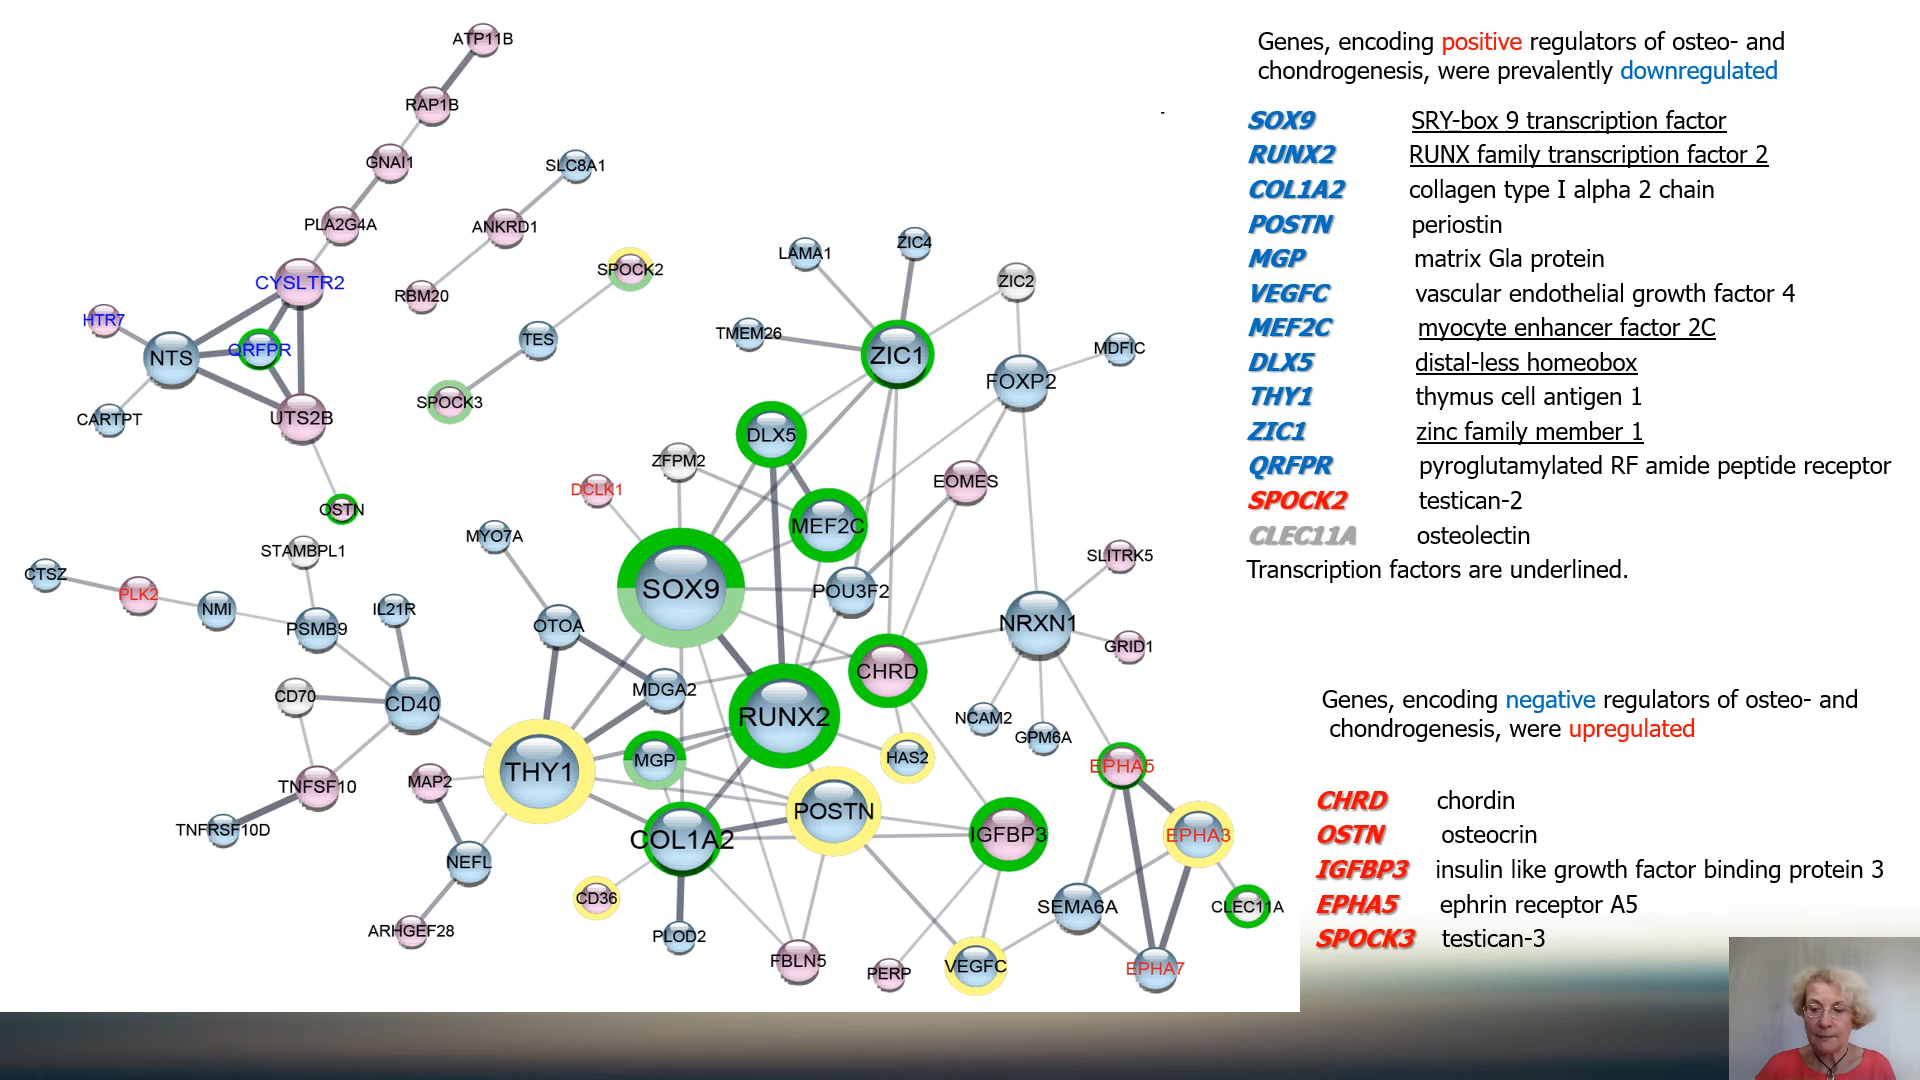 Genes, encoding positive regulators of osteo- and
chondrogenesis, were prevalently downregulated
SOX9 SRY-box 9 transcription factor
RUNX2 RUNX family transcription factor 2
COL1A2 collagen type I alpha 2 chain
POSTN periostin
MGP matrix Gla protein
VEGFC vascular endothelial growth factor 4
MEF2C myocyte enhancer factor 2C
DLX5 distal-less homeobox
THY1 thymus cell antigen 1
ZIC1 zinc family member 1
QRFPR pyroglutamylated RF amide peptide receptor
SPOCK2 testican-2
CLEC11A osteolectin
Transcription factors are underlined.
Genes, encoding negative regulators of osteo- and
chondrogenesis, were upregulated
CHRD chordin
OSTN osteocrin
IGFBP3 insulin like growth factor binding protein 3
EPHA5 ephrin receptor A5
SPOCK3 testican-3
ATP11B
RAP1B
GNAI1
SLC8A1
PLA2G4A
ANKRD1
CYSLTR2
SPOCK2
RBM20
HTR7
NTS
QRFPR
TES
CARTPT
UTS2B
SPOCK3
OSTN
LAMA1
ZIC4
ZIC2
TMEM26
ZIC1
MDFIC
FOXP2
DLX5
ZFPM2
EOMES
DCLK1
MEF2C
MYO7A
STAMBPL1
SLITRK5
CTSZ
PLK2
NMI
IL21R
SOX9
POU3F2
PSMB9
OTOA
NRXN1
GRID1
CHRD
MDGA2
CD70
CD40
RUNX2
NCAM2
GPM6A
MGP
HAS2
EPHA5
THY1
MAP2
TNFSF10
POSTN
TNFRSF10D
COL1A2
IGFBP3
EPHA3
NEFL
CD36
SEMA6A
CLEC11A
ARHGEF28
PLOD2
FBLN5
PERP
VEGFC
EPHA7